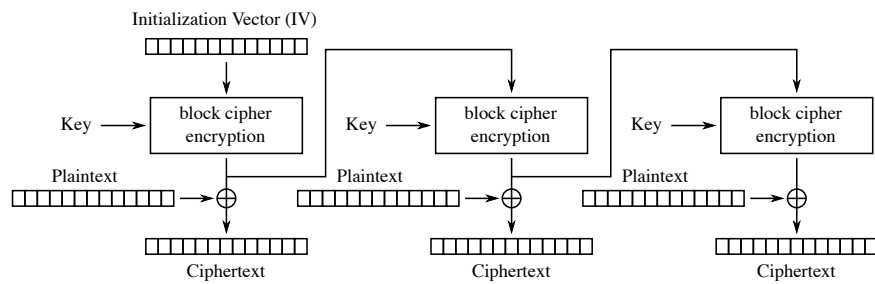 Initialization Vector (IV)
Key
block cipher
encryption
Key
block cipher
encryption
Key
block cipher
encryption
Plaintext
Plaintext
Plaintext
Ciphertext
Ciphertext
Ciphertext